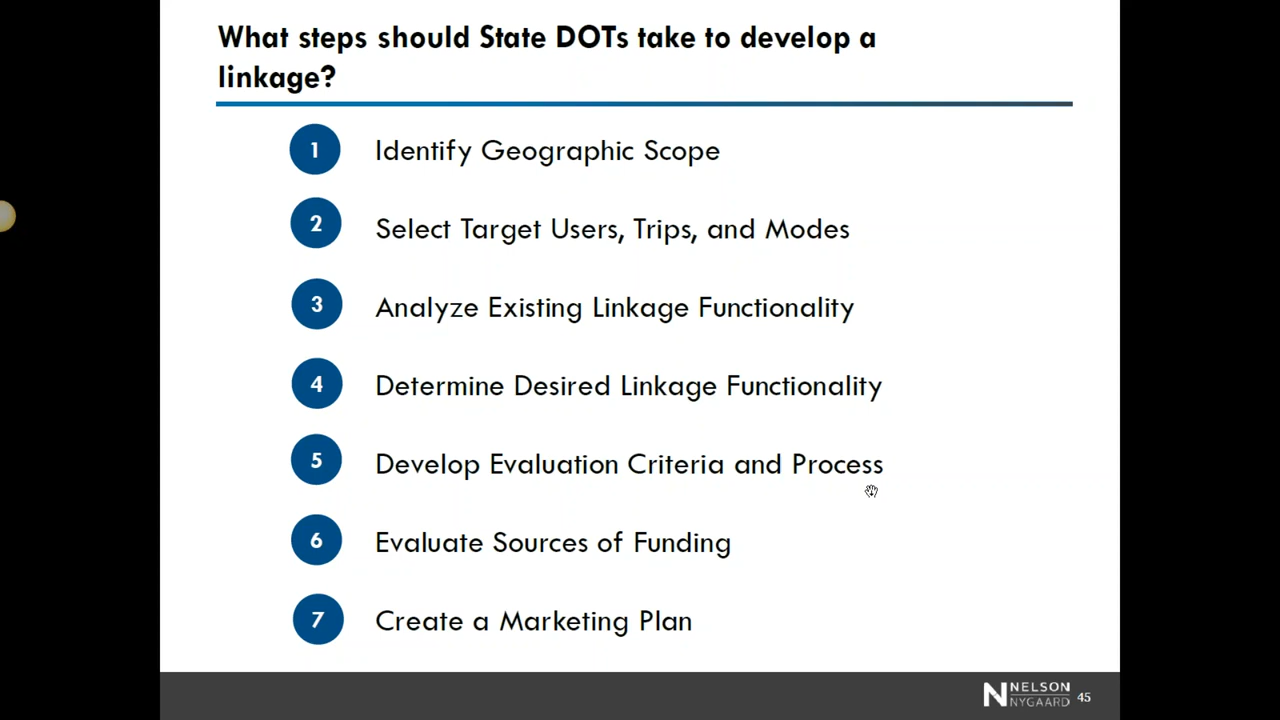 What steps should State DOTs take to develop a
linkage?
1 Identify Geographic Scope
2 Select Target Users, Trips, and Modes
3 Analyze Existing Linkage Functionality
4 Determine Desired Linkage Functionality
5 Develop Evaluation Criteria and Process
6 Evaluate Sources of Funding
7 Create a Marketing Plan
N NELSON
NYGAARD 45